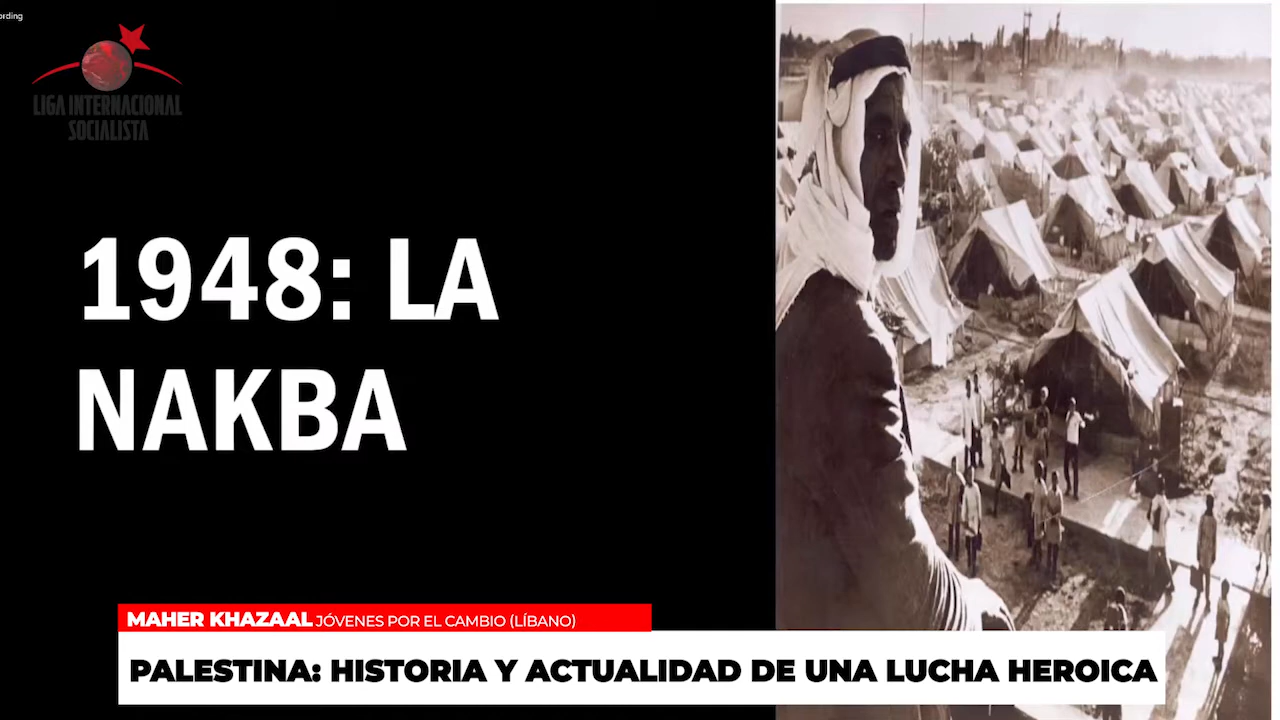 ording
LIGA INTERNACIONAL
SOCIALISTA
1948: LA
NAKBA
MAHER KHAZAAL JÓVENES POR EL CAMBIO (LÍBANO)
PALESTINA: HISTORIA Y ACTUALIDAD DE UNA LUCHA HEROICA